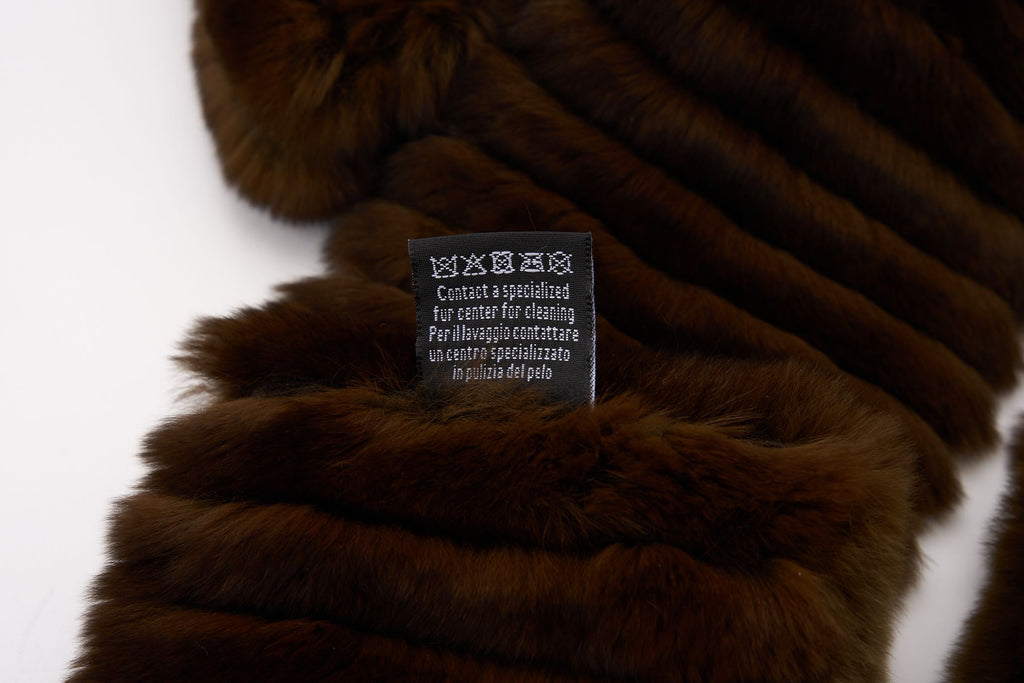 Contact a specialized
fur center for cleaning
Per il lavaggio contattare
un centro specializzato
in pulizia del pelo